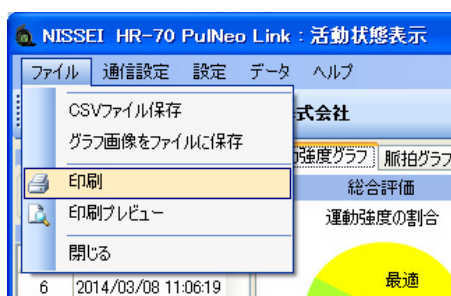 NISSEI HR-70 PulNeo Link : 活動状態表示
ファイル 通信設定 設定 データ ヘルプ
CSVファイル保存
グラフ画像をファイルに保存
印刷
印刷プレビュー
閉じる
式会社
強度グラフ 脈拍グラフ
総合評価
運動強度の割合
最適
6 2014/03/08 11:06:19